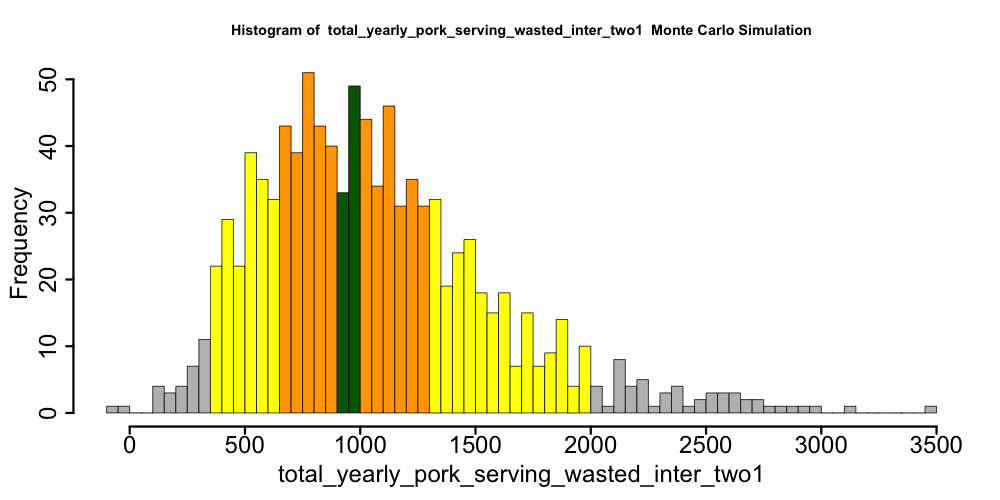 Histogram of total_yearly_pork_serving_wasted_inter_two1 Monte Carlo Simulation
Frequency
50
40
30
20
10
0
0 500 1000 1500 2000 2500 3000 3500
total_yearly_pork_serving_wasted_inter_two1